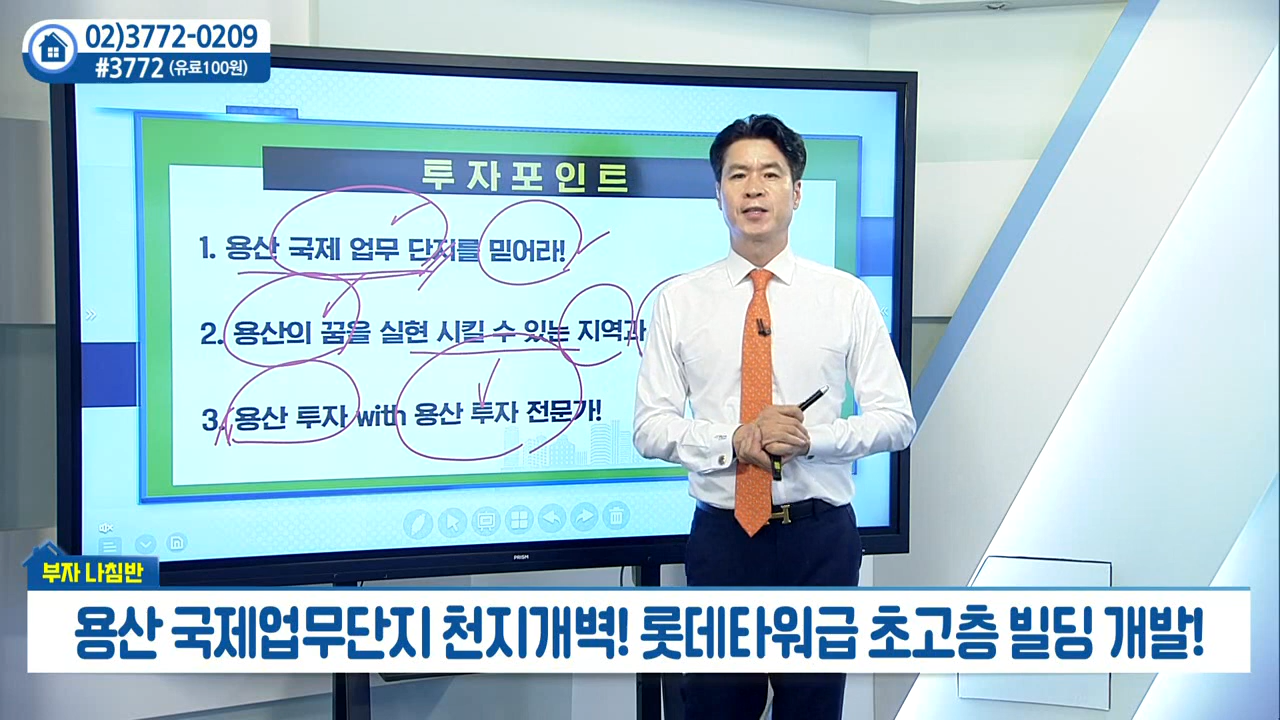 02)3772-0209
#3772 (유료100원)
투자포인트
1. 용산 국제 업무 단지를 믿어라!
2. 용산의 꿈을 실현 시킬 수 있는 지역과
3. 용산 투자 with 용산 투자 전문가!
PRISM
부자 나침반
용산 국제업무단지 천지개벽! 롯데타워급 초고층 빌딩 개발!